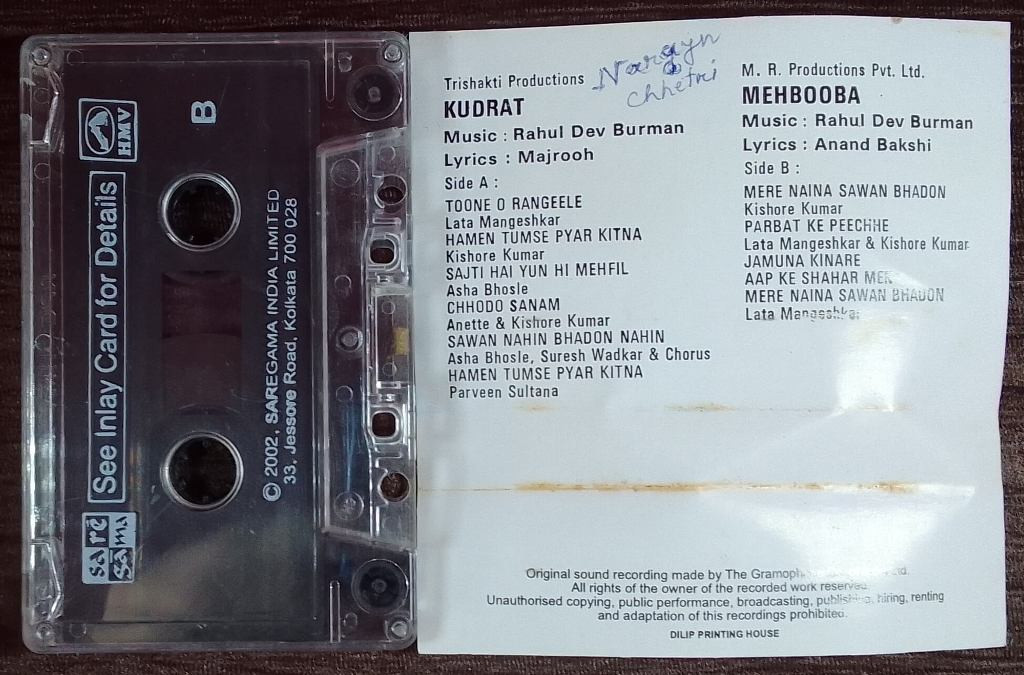 B
HMV
See Inlay Card for Details
sa re
ga ma
© 2002, SAREGAMA INDIA LIMITED
33, Jessore Road, Kolkata 700 028
Narayn
Chhetri
Trishakti Productions
KUDRAT
Music : Rahul Dev Burman
Lyrics : Majrooh
Side A :
TOONE O RANGEELE
Lata Mangeshkar
HAMEN TUMSE PYAR KITNA
Kishore Kumar
SAJTI HAI YUN HI MEHFIL
Asha Bhosle
CHHODO SANAM
Anette & Kishore Kumar
SAWAN NAHIN BHADON NAHIN
Asha Bhosle, Suresh Wadkar & Chorus
HAMEN TUMSE PYAR KITNA
Parveen Sultana
M. R. Productions Pvt. Ltd.
MEHBOOBA
Music : Rahul Dev Burman
Lyrics : Anand Bakshi
Side B :
MERE NAINA SAWAN BHADON
Kishore Kumar
PARBAT KE PEECHHE
Lata Mangeshkar & Kishore Kumar
JAMUNA KINARE
AAP KE SHAHAR MEIN
MERE NAINA SAWAN BHADON
Lata Mangeshkar
Original sound recording made by The
All rights of the owner of the recorded work reserved.
Unauthorised copying, public performance, broadcasting, publishing, hiring, renting
and adaptation of this recordings prohibited.
DILIP PRINTING HOUSE